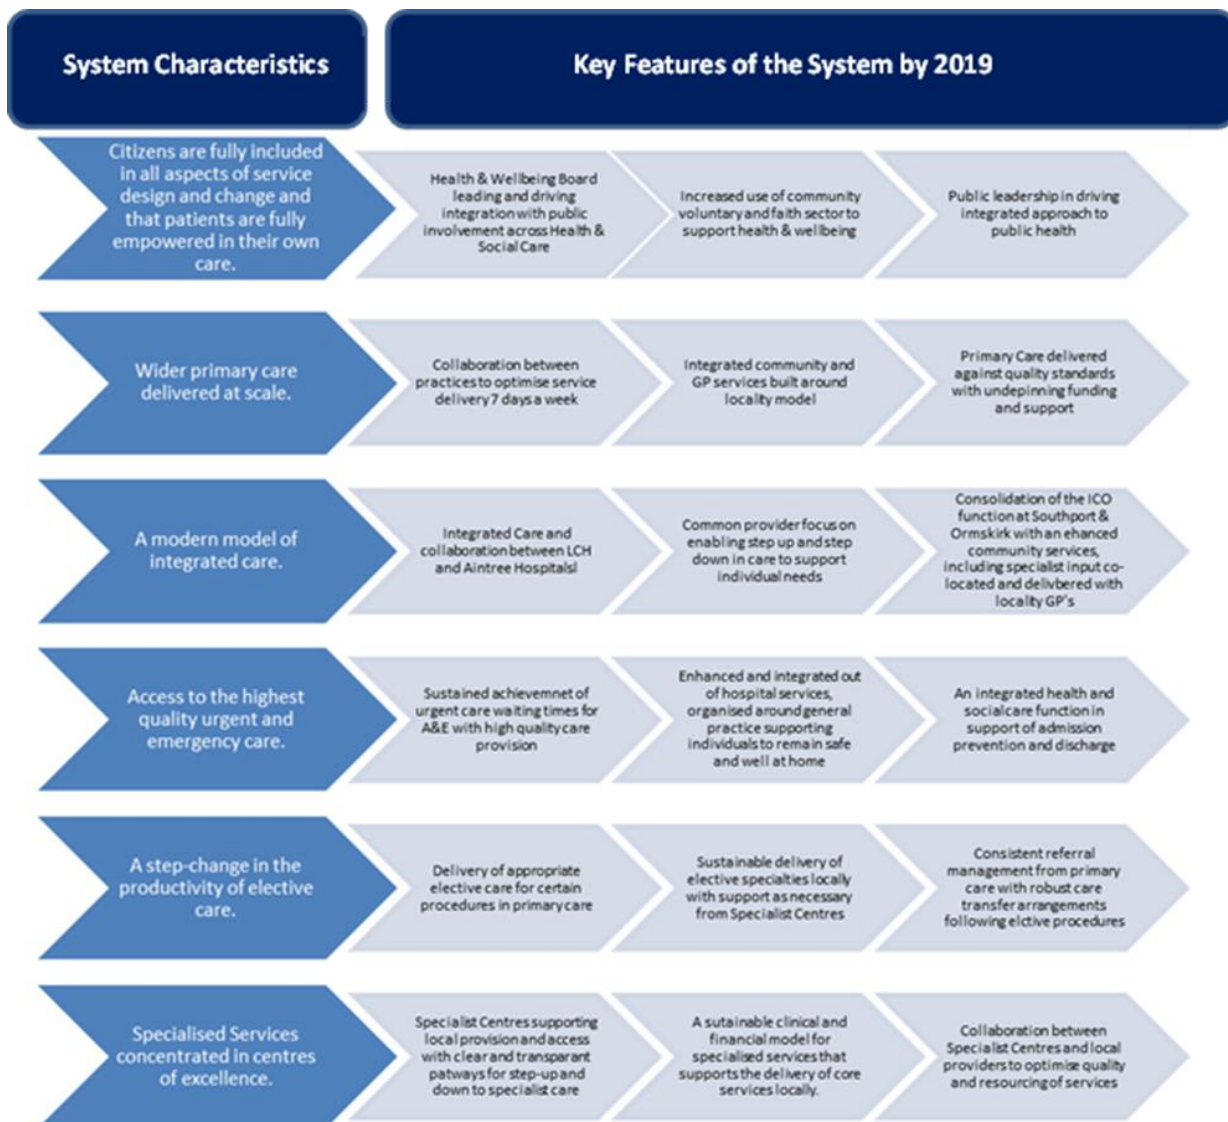 System Characteristics
Key Features of the System by 2019
Citizens are fully included
in all aspects of service
design and change and
that patients are fully
empowered in their own
care.
Health & Wellbeing Board
leading and driving
integration with public
involvement across Health &
Social Care
Increased use of community
voluntary and faith sector to
support health & wellbeing
Public leadership in driving
integrated approach to
public health
Wider primary care
delivered at scale.
Collaboration between
practices to optimise service
delivery 7 days a week
Integrated community and
GP services built around
locality model
Primary Care delivered
against quality standards
with undepinning funding
and support
A modern model of
integrated care.
Integrated Care and
collaboration between LCH
and Aintree Hospitalsl
Common provider focus on
enabling step up and step
down in care to support
individual needs
Consolidation of the ICO
function at Southport &
Ormskirk with an ehanced
community services,
including specialist input co-
located and delivbered with
locality GP's
Access to the highest
quality urgent and
emergency care.
Sustained achievemnet of
urgent care waiting times for
A&E with high quality care
provision
Enhanced and integrated out
of hospital services,
organised around general
practice supporting
individuals to remain safe
and well at home
An integrated health and
socialcare function in
support of admission
prevention and discharge
A step-change in the
productivity of elective
care.
Delivery of appropriate
elective care for certain
procedures in primary care
Sustainable delivery of
elective specialties locally
with support as necessary
from Specialist Centres
Consistent referral
management from primary
care with robust care
transfer arrangements
following elctive procedures
Specialised Services
concentrated in centres
of excellence.
Specialist Centres supporting
local provision and access
with clear and transparant
patways for step-up and
down to specialist care
A sutainable clinical and
financial model for
specialised services that
supports the delivery of core
services locally.
Collaboration between
Specialist Centres and local
providers to optimise quality
and resourcing of services